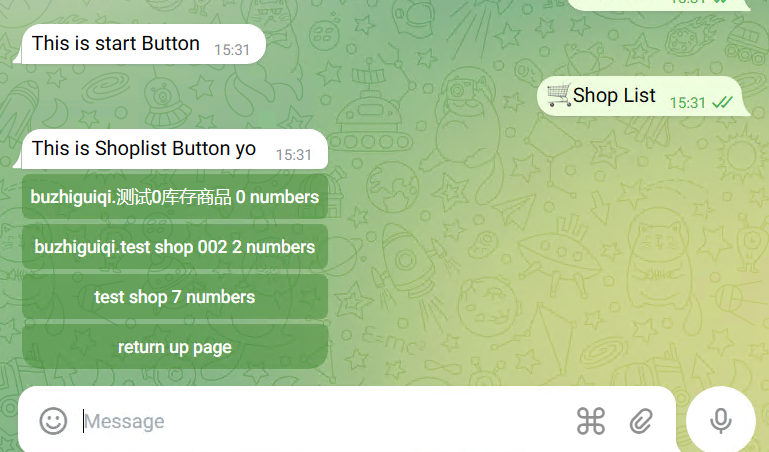 15:31
This is start Button 15:31
🛒Shop List 15:31
This is Shoplist Button yo 15:31
buzhiguiqi.测试0库存商品 0 numbers
buzhiguiqi.test shop 002 2 numbers
test shop 7 numbers
return up page
Message